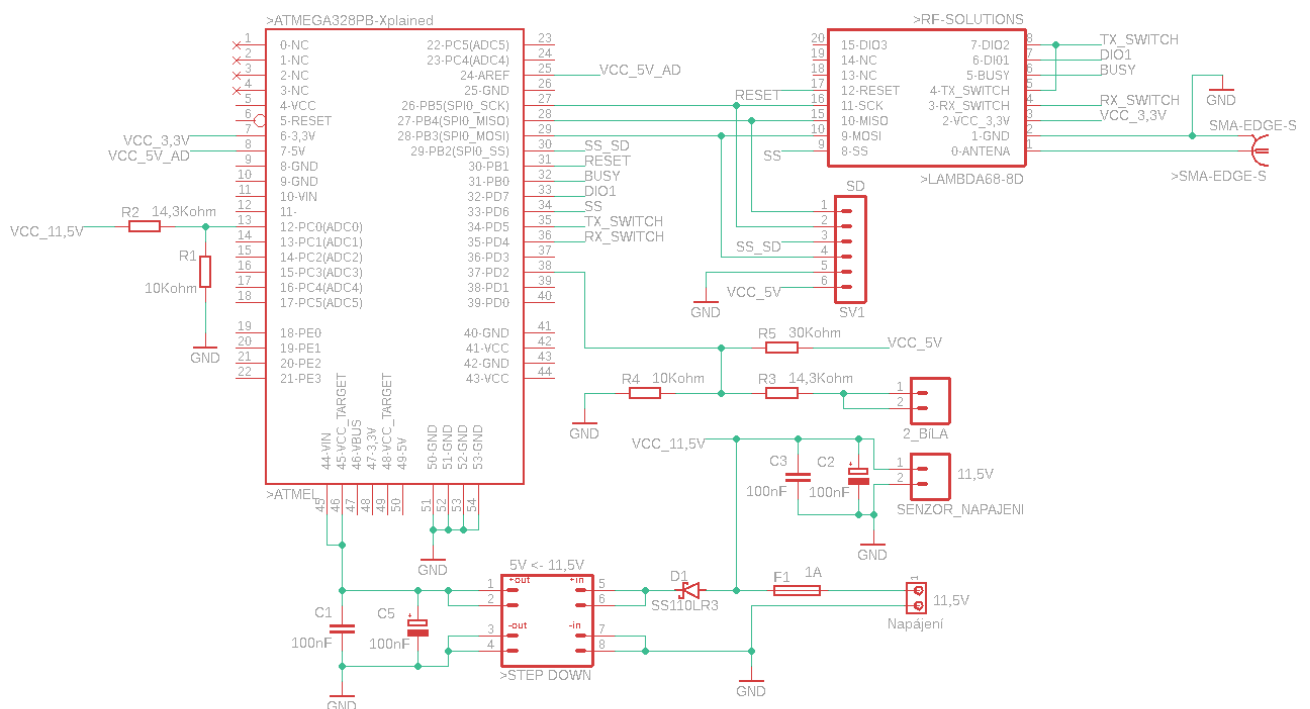 >ATMEGA328PB-Xplained
1 0-NC
2 1-NC
3 2-NC
4 3-NC
5 4-VCC
6 5-RESET
VCC_3,3V 7 6-3,3V
VCC_5V_AD 8 7-5V
9 8-GND
10 9-GND
11 10-VIN
12 11-
13 12-PC0(ADC0)
14 13-PC1(ADC1)
15 14-PC2(ADC2)
16 15-PC3(ADC3)
17 16-PC4(ADC4)
18 17-PC5(ADC5)
19 18-PE0
20 19-PE1
21 20-PE2
22 21-PE3
22-PC5(ADC5) 23
23-PC4(ADC4) 24
24-AREF 25 VCC_5V_AD
25-GND 26
26-PB5(SPI0_SCK) 27
27-PB4(SPI0_MISO) 28
28-PB3(SPI0_MOSI) 29
29-PB2(SPI0_SS) 30 SS_SD
30-PB1 31 RESET
31-PB0 32 BUSY
32-PD7 33 DIO1
33-PD6 34 SS
34-PD5 35 TX_SWITCH
35-PD4 36 RX_SWITCH
36-PD3 37
37-PD2 38
38-PD1 39
39-PD0 40
40-GND 41
41-VCC 42
42-GND 43
43-VCC 44
44-VIN 45
45-VCC_TARGET 46
46-VBUS 47
47-3,3V 48
48-VCC_TARGET 49
49-5V 50
50-GND 51
51-GND 52
52-GND 53
53-GND 54
>ATMEL
GND
VCC_11,5V
R2 14,3Kohm
R1
10Kohm
GND
>RF-SOLUTIONS
20 15-DIO3
19 14-NC
18 13-NC
RESET 17 12-RESET
16 11-SCK
15 10-MISO
10 9-MOSI
SS 9 8-SS
7-DIO2 8 TX_SWITCH
6-DI01 7 DIO1
5-BUSY 6 BUSY
4-TX_SWITCH 5
3-RX_SWITCH 4 RX_SWITCH
2-VCC_3,3V 3 VCC_3,3V
1-GND 2
0-ANTENA 1
>LAMBDA68-8D
GND
SMA-EDGE-S
>SMA-EDGE-S
SD
1
2
3
SS_SD 4
5
VCC_5V 6
GND
SV1
R5 30Kohm
VCC_5V
R4 10Kohm
R3 14,3Kohm
GND
1
2
2_BILA
VCC_11,5V
C3
100nF
C2
100nF
1
2
11,5V
SENZOR_NAPAJENI
GND
5V <- 11,5V
+out +in
1 5
2 6
-out -in
3 7
4 8
>STEP DOWN
D1
SS110LR3
F1 1A
1
11,5V
Napájení
GND
C1
100nF
C5
100nF
GND